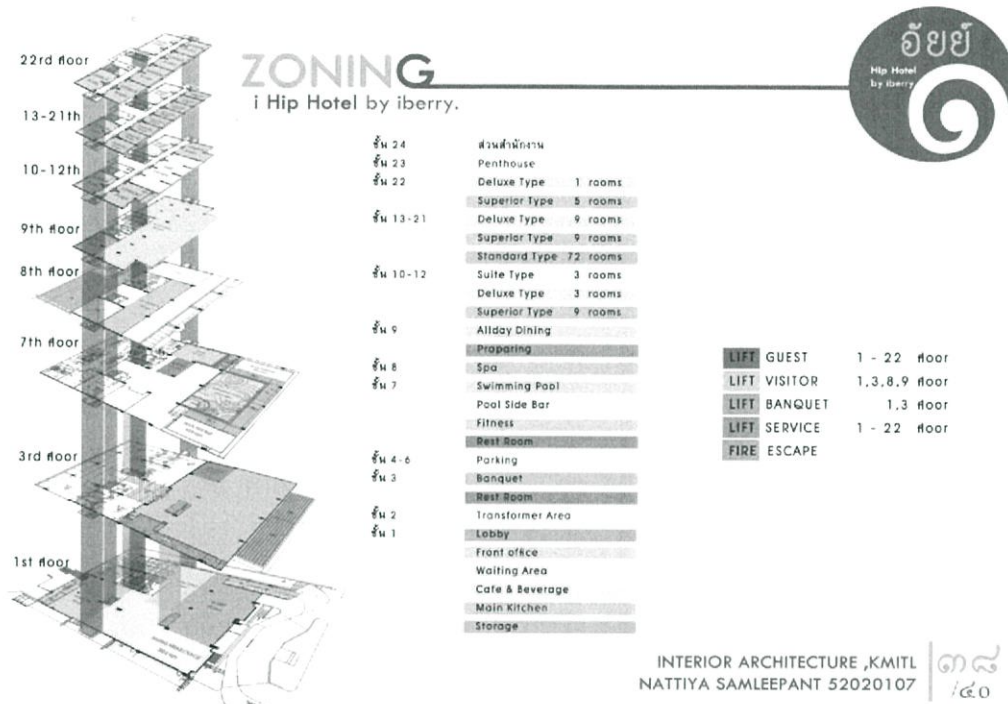 ZONING
i Hip Hotel by iberry.
อัยย์
Hip Hotel
by iberry
22rd floor
13-21th
10-12th
9th floor
8th floor
7th floor
3rd floor
1st floor
ชั้น 24 ส่วนสำนักงาน
ชั้น 23 Penthouse
ชั้น 22 Deluxe Type 1 rooms
Superior Type 5 rooms
ชั้น 13-21 Deluxe Type 9 rooms
Superior Type 9 rooms
Standard Type 72 rooms
ชั้น 10-12 Suite Type 3 rooms
Deluxe Type 3 rooms
Superior Type 9 rooms
ชั้น 9 Allday Dining
Praparing
ชั้น 8 Spa
ชั้น 7 Swimming Pool
Pool Side Bar
Fitness
Rest Room
ชั้น 4-6 Parking
ชั้น 3 Banquet
Rest Room
ชั้น 2 Transformer Area
ชั้น 1 Lobby
Front office
Waiting Area
Cafe & Beverage
Main Kitchen
Storage
LIFT GUEST 1 - 22 floor
LIFT VISITOR 1,3,8,9 floor
LIFT BANQUET 1,3 floor
LIFT SERVICE 1 - 22 floor
FIRE ESCAPE
INTERIOR ARCHITECTURE ,KMITL
NATTIYA SAMLEEPANT 52020107
๓๘
/๔๐